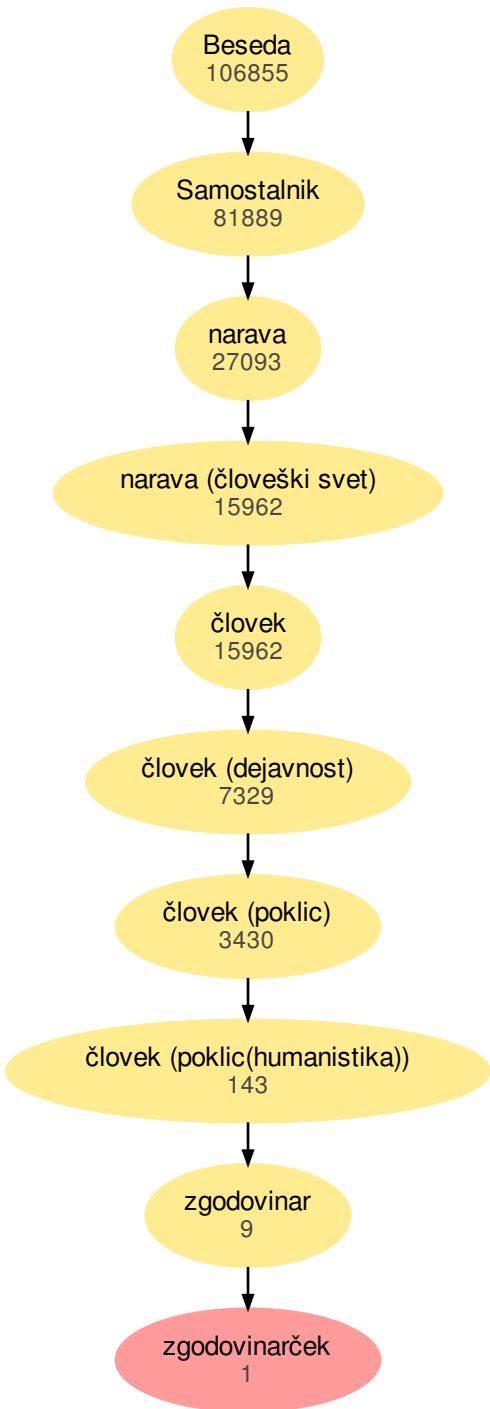 Beseda
106855
Samostalnik
81889
narava
27093
narava (človeški svet)
15962
človek
15962
človek (dejavnost)
7329
človek (poklic)
3430
človek (poklic(humanistika))
143
zgodovinar
9
zgodovinarček
1